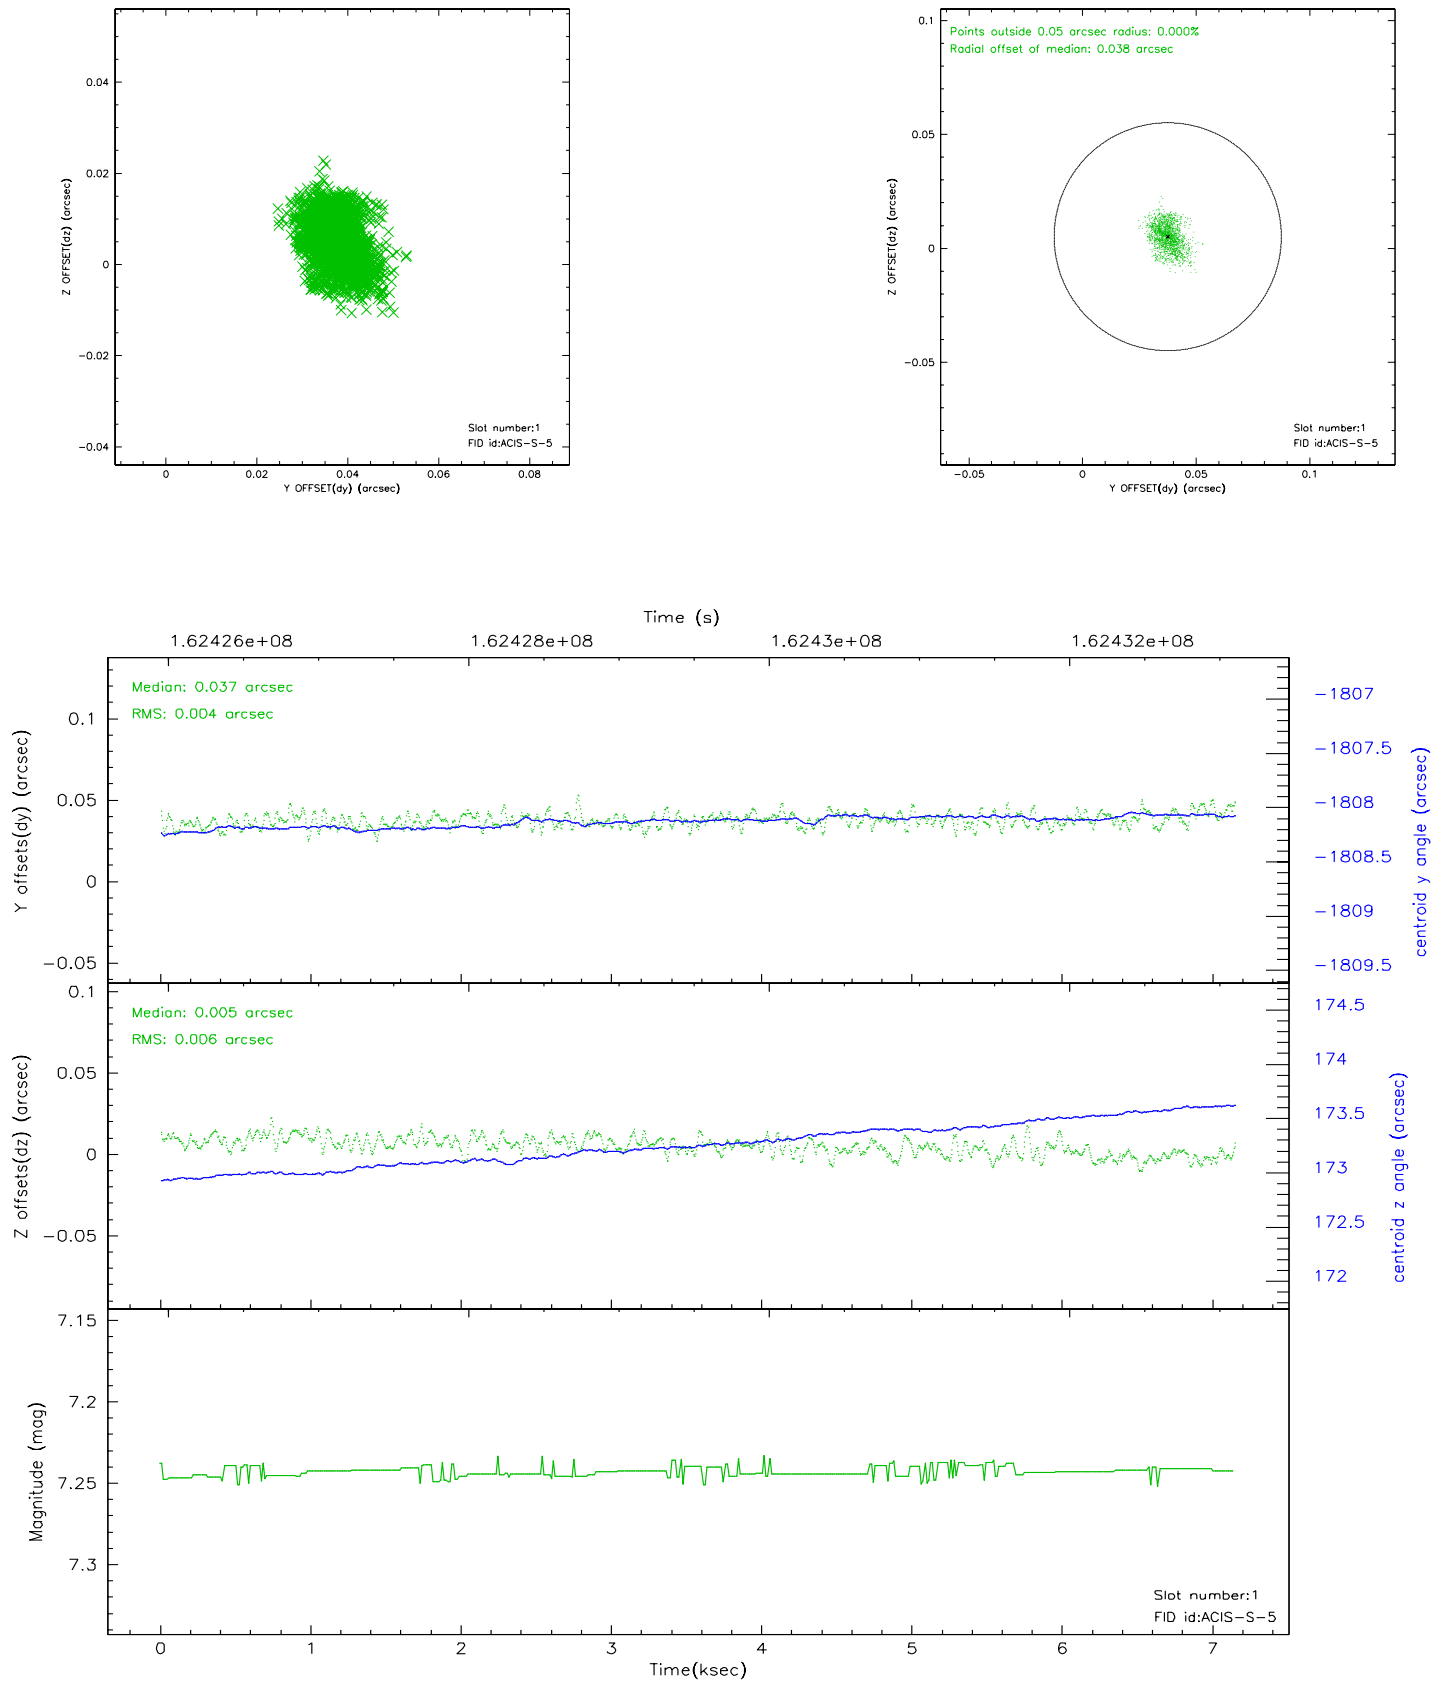 0.04
0.02
0
-0.02
-0.04
Z OFFSET(dz) (arcsec)
0
0.02
0.04
0.06
0.08
Y OFFSET(dy) (arcsec)
Slot number:1
FID id:ACIS-S-5
Points outside 0.05 arcsec radius: 0.000%
Radial offset of median: 0.038 arcsec
0.1
0.05
0
-0.05
Z OFFSET(dz) (arcsec)
-0.05
0
0.05
0.1
Y OFFSET(dy) (arcsec)
Slot number:1
FID id:ACIS-S-5
Time (s)
1.62426e+08
1.62428e+08
1.6243e+08
1.62432e+08
Median: 0.037 arcsec
RMS: 0.004 arcsec
0.1
0.05
0
-0.05
Y offsets(dy) (arcsec)
-1807
-1807.5
-1808
-1808.5
-1809
-1809.5
centroid y angle (arcsec)
Median: 0.005 arcsec
RMS: 0.006 arcsec
0.1
0.05
0
-0.05
Z offsets(dz) (arcsec)
174.5
174
173.5
173
172.5
172
centroid z angle (arcsec)
7.15
7.2
7.25
7.3
Magnitude (mag)
Slot number:1
FID id:ACIS-S-5
0
1
2
3
4
5
6
7
Time(ksec)